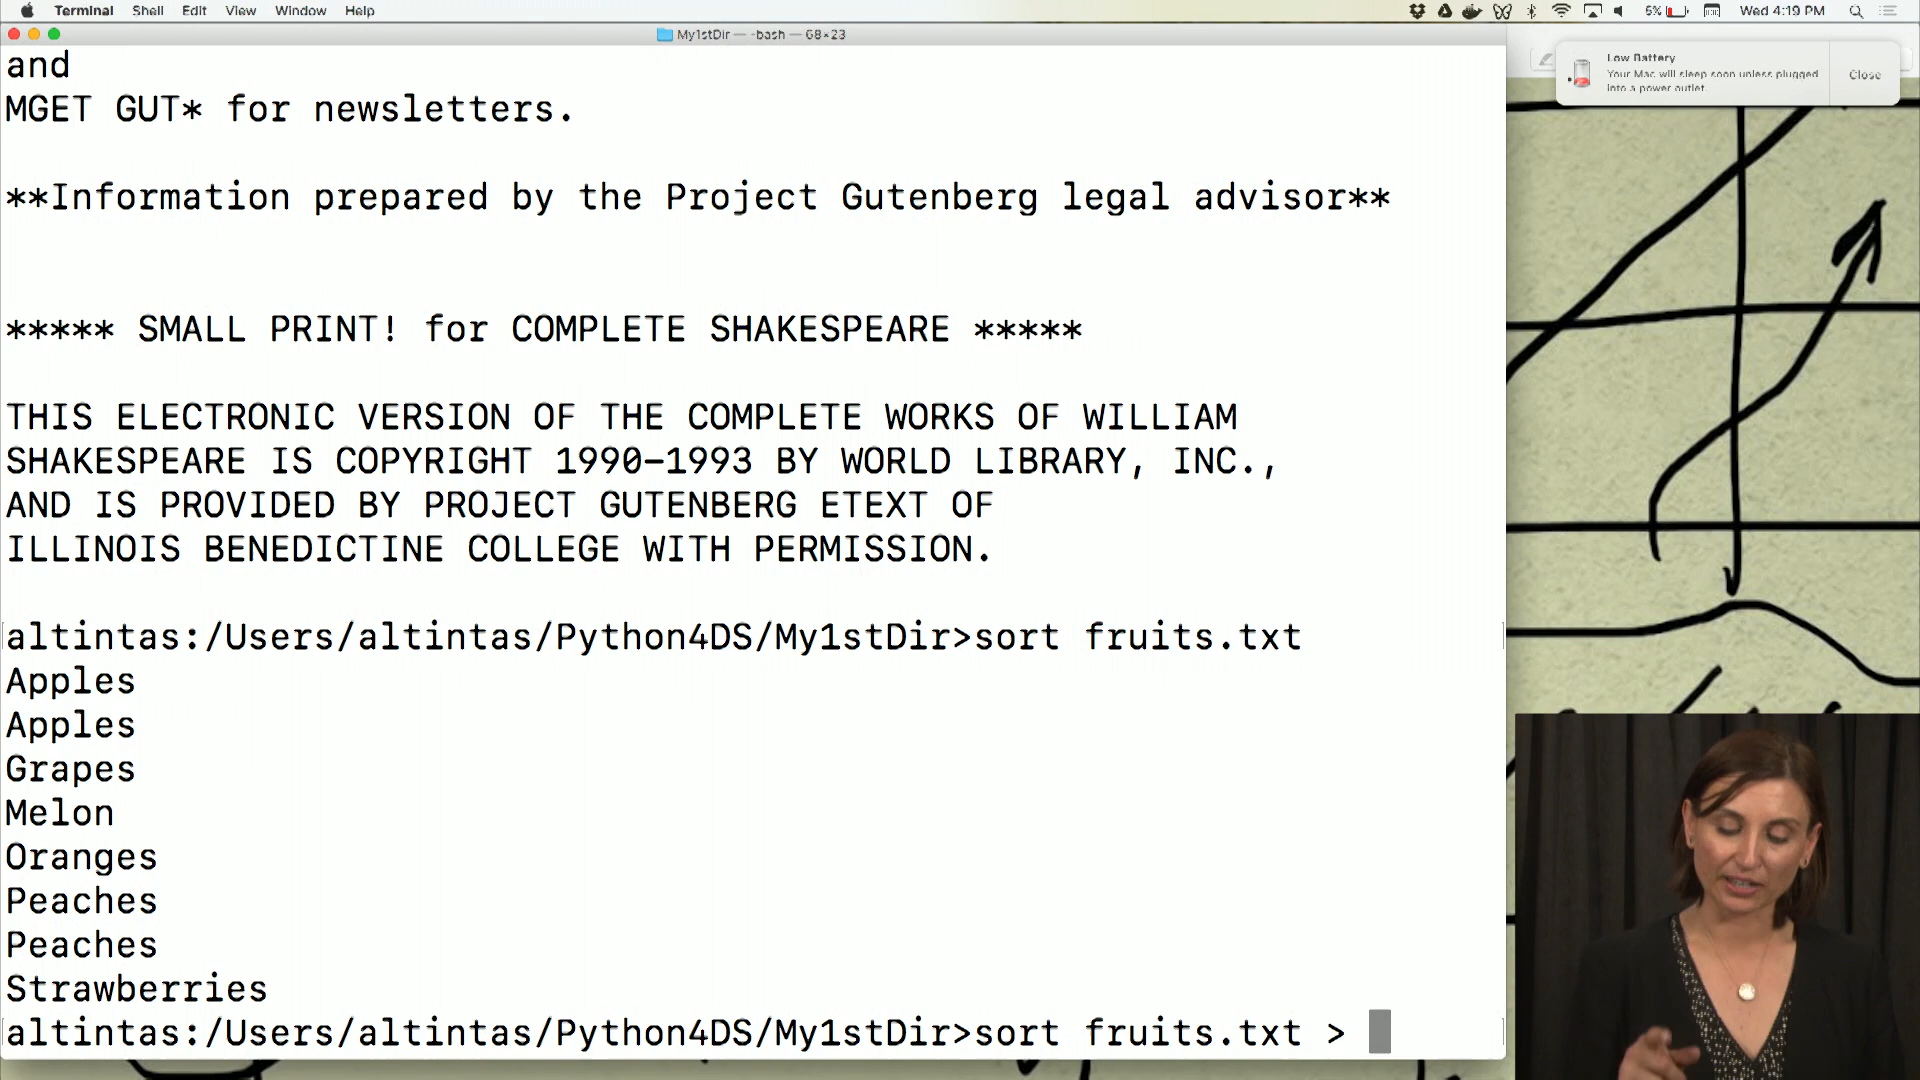 Terminal Shell Edit View Window Help
5% Wed 4:19 PM
My1stDir — -bash — 68×23
Low Battery
Your Mac will sleep soon unless plugged
into a power outlet.
Close
and
MGET GUT* for newsletters.
**Information prepared by the Project Gutenberg legal advisor**
***** SMALL PRINT! for COMPLETE SHAKESPEARE *****
THIS ELECTRONIC VERSION OF THE COMPLETE WORKS OF WILLIAM
SHAKESPEARE IS COPYRIGHT 1990-1993 BY WORLD LIBRARY, INC.,
AND IS PROVIDED BY PROJECT GUTENBERG ETEXT OF
ILLINOIS BENEDICTINE COLLEGE WITH PERMISSION.
altintas:/Users/altintas/Python4DS/My1stDir>sort fruits.txt
Apples
Apples
Grapes
Melon
Oranges
Peaches
Peaches
Strawberries
altintas:/Users/altintas/Python4DS/My1stDir>sort fruits.txt >